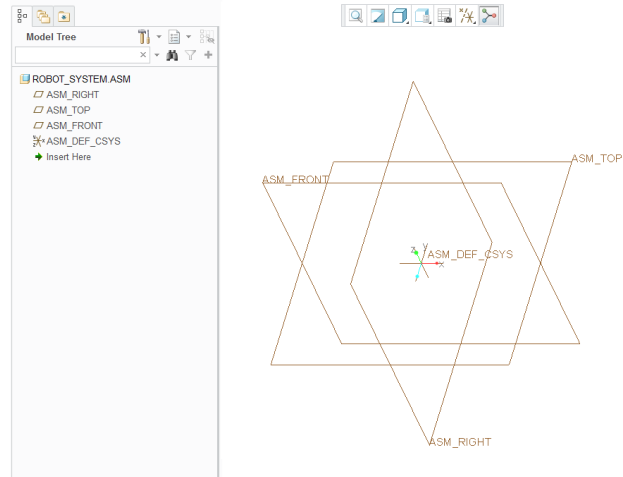 Model Tree
ROBOT_SYSTEM.ASM
ASM_RIGHT
ASM_TOP
ASM_FRONT
ASM_DEF_CSYS
Insert Here
ASM_TOP
ASM_FRONT
z y
ASM_DEF_CSYS
x
ASM_RIGHT